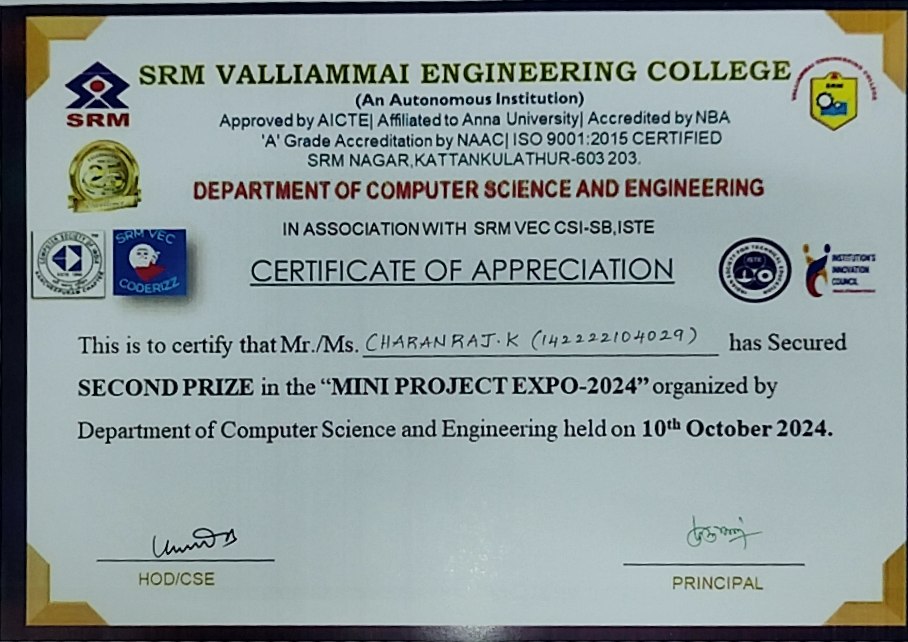 SRM VALLIAMMAI ENGINEERING COLLEGE
(An Autonomous Institution)
SRM
Approved by AICTE| Affiliated to Anna University| Accredited by NBA
'A' Grade Accreditation by NAAC| ISO 9001:2015 CERTIFIED
SRM NAGAR,KATTANKULATHUR-603 203.
DEPARTMENT OF COMPUTER SCIENCE AND ENGINEERING
IN ASSOCIATION WITH SRM VEC CSI-SB,ISTE
SRM VEC
CODERIZZ
CERTIFICATE OF APPRECIATION
ISTE
INSTITUTION'S
INNOVATION
COUNCIL
This is to certify that Mr./Ms. CHARANRAJ.K (142222104029) has Secured
SECOND PRIZE in the “MINI PROJECT EXPO-2024” organized by
Department of Computer Science and Engineering held on 10th October 2024.
HOD/CSE
PRINCIPAL